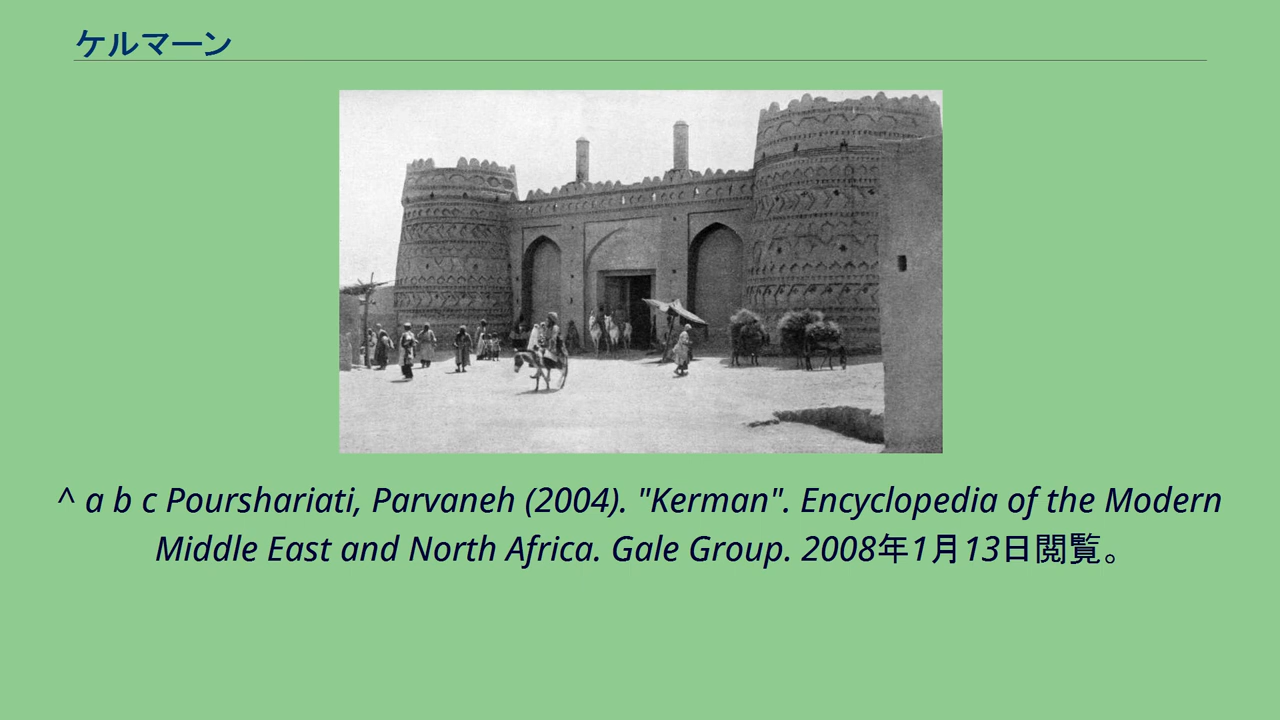 ケルマーン
^ a b c Pourshariati, Parvaneh (2004). "Kerman". Encyclopedia of the Modern
Middle East and North Africa. Gale Group. 2008年1月13日閲覧。